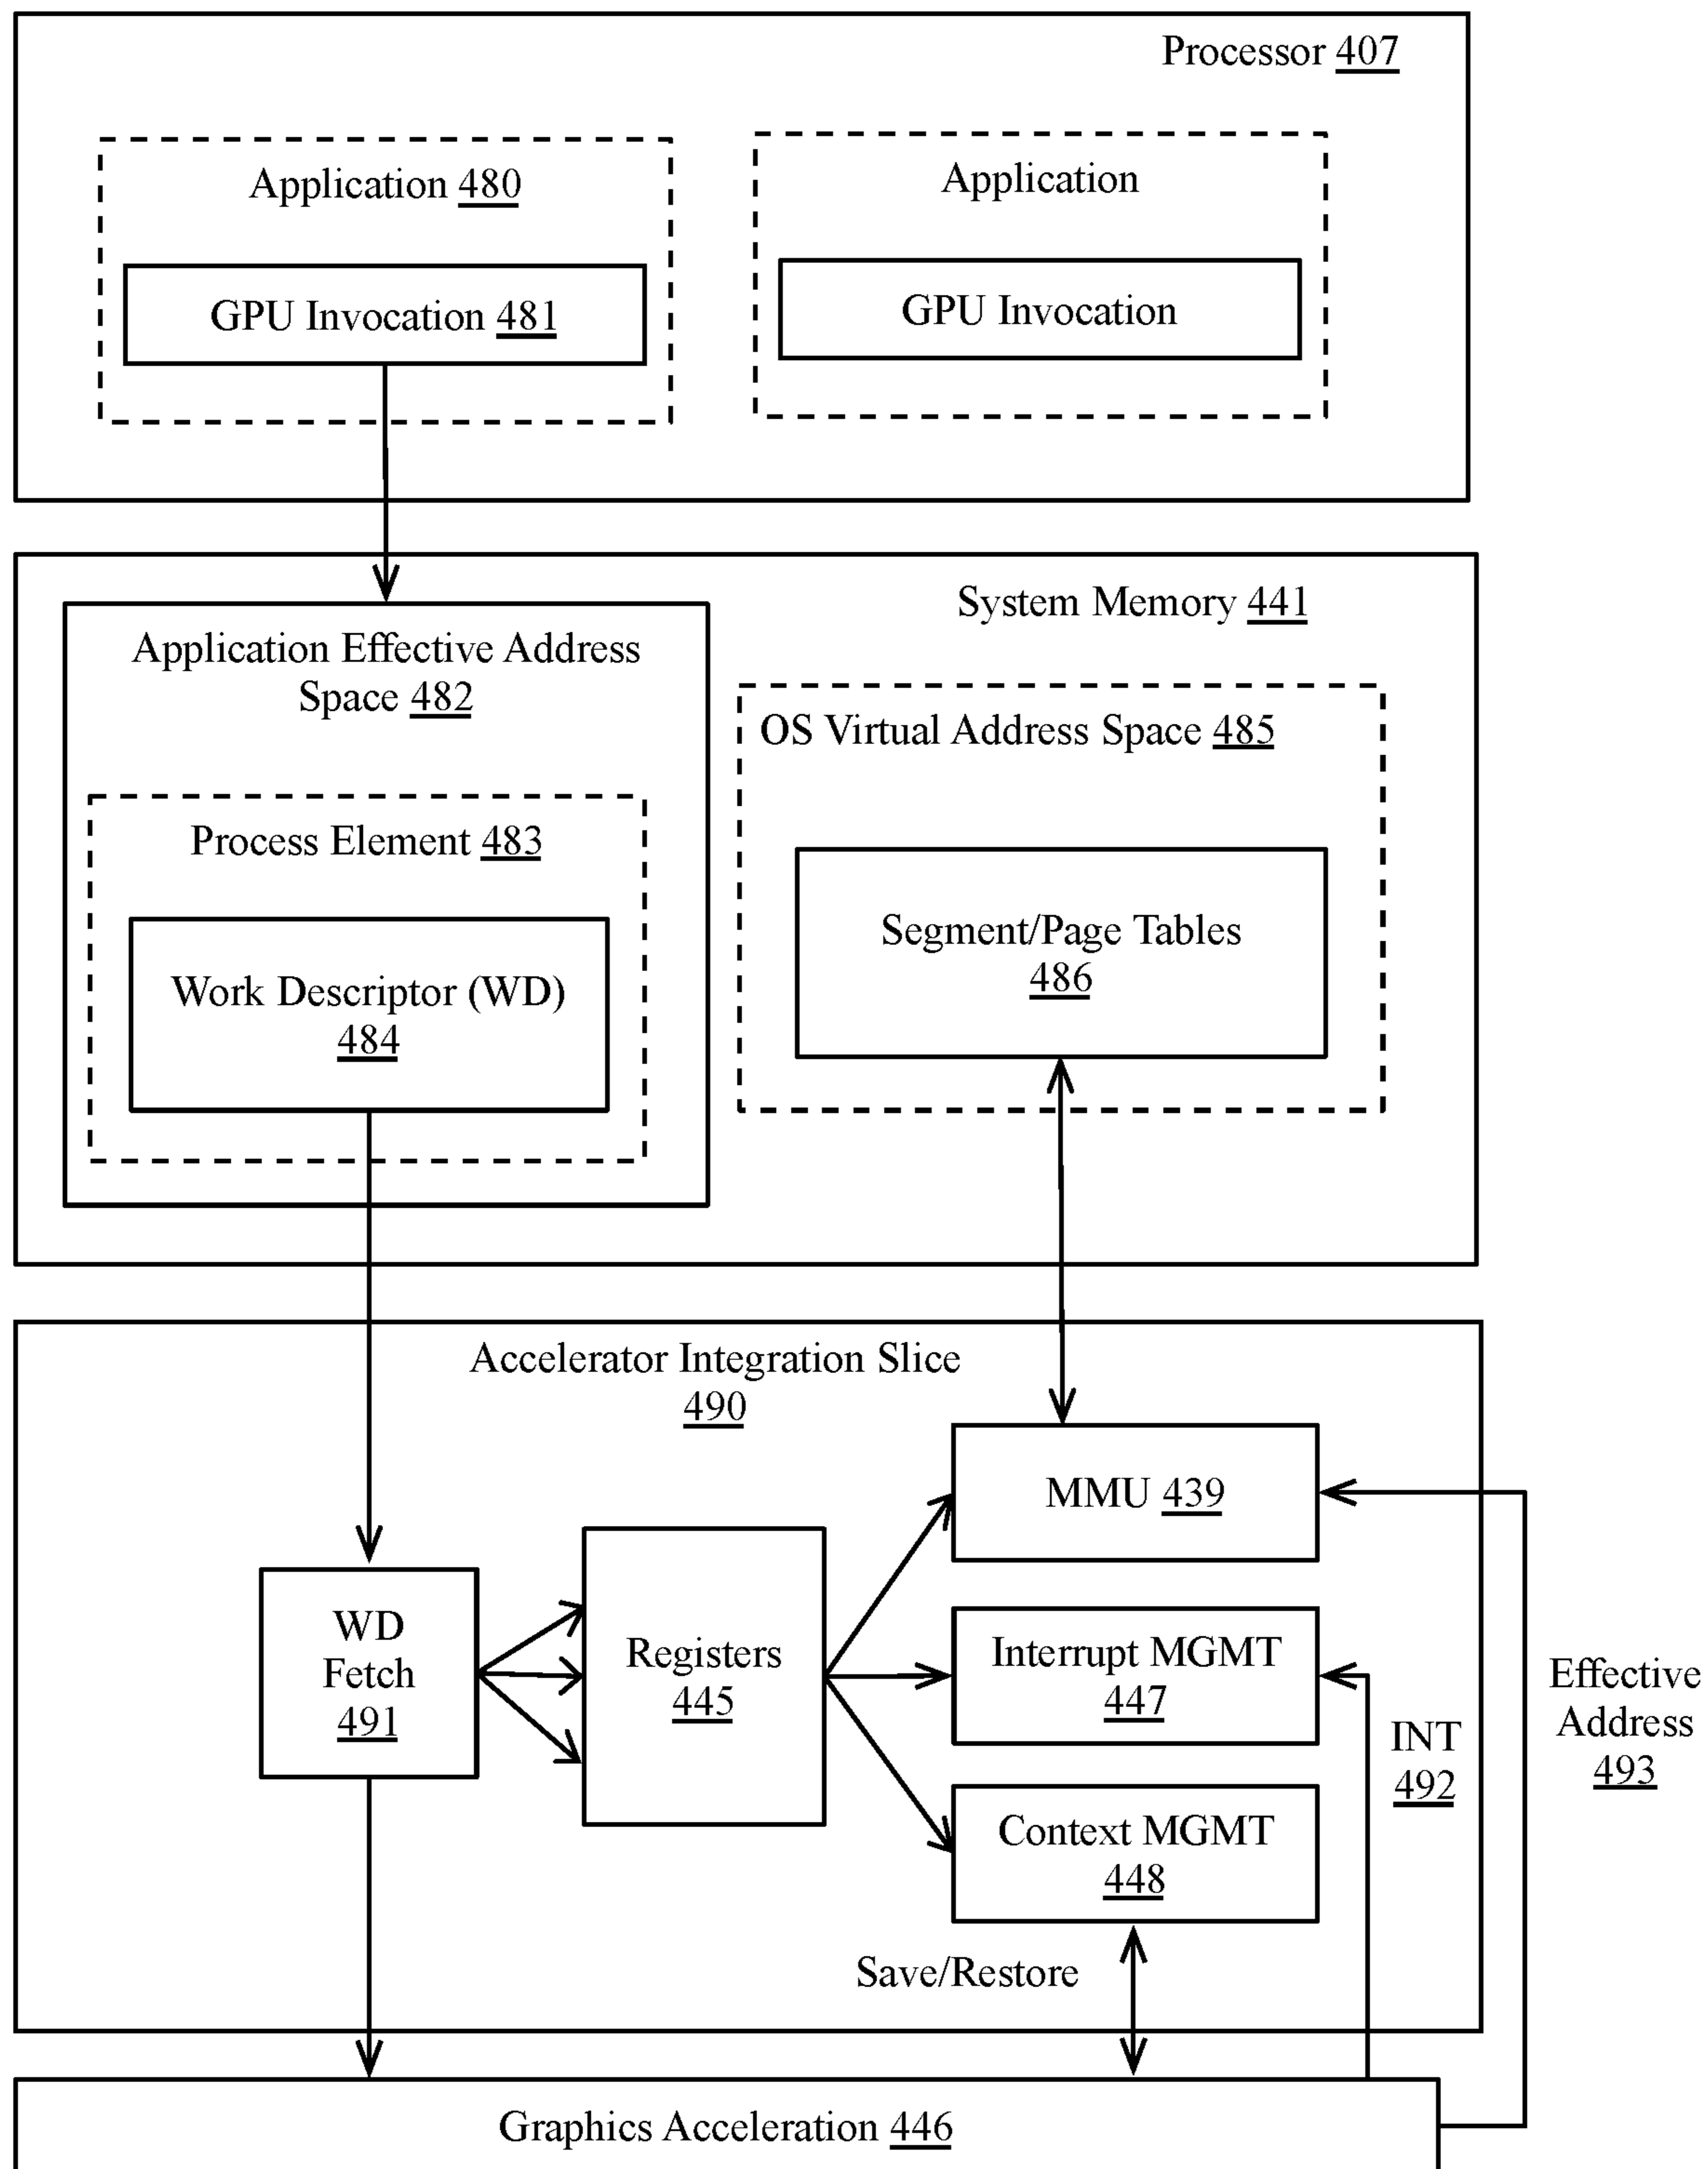 Processor 407
Application 480
Application
GPU Invocation 481
GPU Invocation
System Memory 441
Application Effective Address
Space 482
OS Virtual Address Space 485
Process Element 483
Segment/Page Tables
486
Work Descriptor (WD)
484
Accelerator Integration Slice
490
MMU 439
WD
Fetch
491
Registers
445
Interrupt MGMT
447
Effective
Address
493
INT
492
Context MGMT
448
Save/Restore
Graphics Acceleration 446